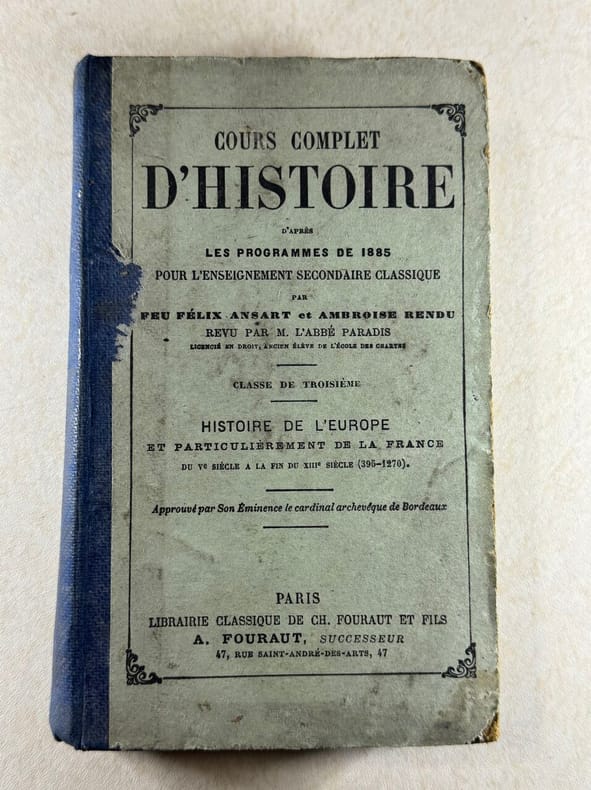 COURS COMPLET
D'HISTOIRE
D'APRÈS
LES PROGRAMMES DE 1885
POUR L'ENSEIGNEMENT SECONDAIRE CLASSIQUE
PAR
FEU FÉLIX ANSART et AMBROISE RENDU
REVU PAR M. L'ABBÉ PARADIS
LICENCIÉ EN DROIT, ANCIEN ÉLÈVE DE L'ÉCOLE DES CHARTES
CLASSE DE TROISIÈME
HISTOIRE DE L'EUROPE
ET PARTICULIÈREMENT DE LA FRANCE
DU Ve SIÈCLE A LA FIN DU XIIIe SIÈCLE (395-1270).
Approuvé par Son Éminence le cardinal archevêque de Bordeaux
PARIS
LIBRAIRIE CLASSIQUE DE CH. FOURAUT ET FILS
A. FOURAUT, SUCCESSEUR
47, RUE SAINT-ANDRÉ-DES-ARTS, 47